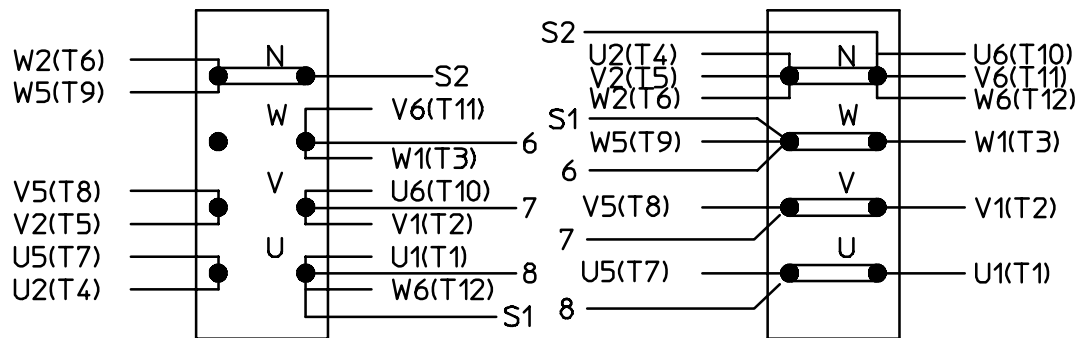 W2(T6)
W5(T9)
N
S2
V6(T11)
W
6
W1(T3)
V5(T8)
V
U6(T10)
7
V2(T5)
V1(T2)
U5(T7)
U
U1(T1)
8
U2(T4)
W6(T12)
S1
S2
U2(T4)
N
U6(T10)
V2(T5)
V6(T11)
W2(T6)
W6(T12)
S1
W
W5(T9)
W1(T3)
6
V
V5(T8)
V1(T2)
7
U
U5(T7)
U1(T1)
8